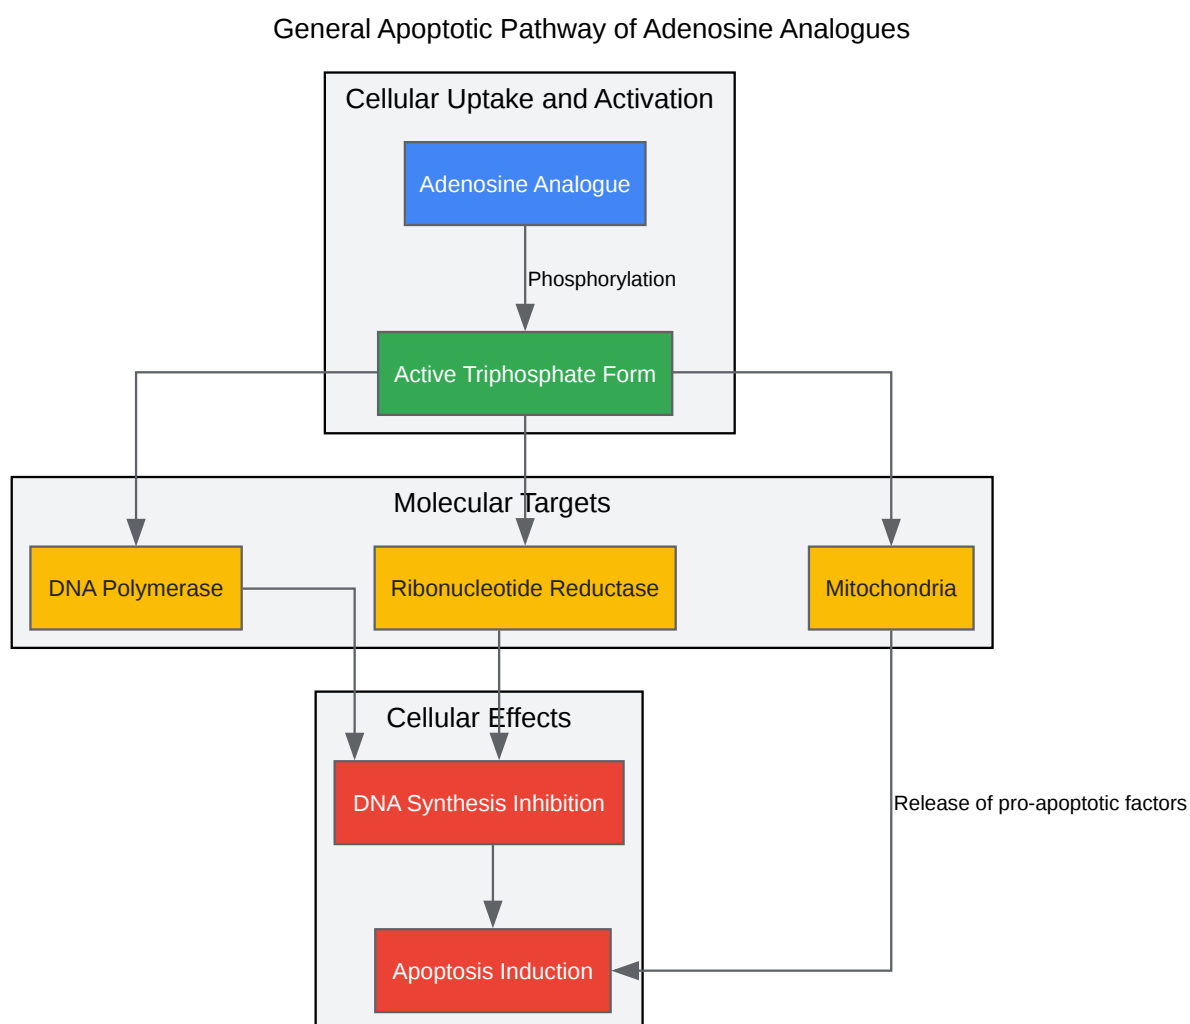 General Apoptotic Pathway of Adenosine Analogues
Cellular Uptake and Activation
Adenosine Analogue
Phosphorylation
Active Triphosphate Form
Molecular Targets
DNA Polymerase
Ribonucleotide Reductase
Mitochondria
Cellular Effects
DNA Synthesis Inhibition
Release of pro-apoptotic factors
Apoptosis Induction